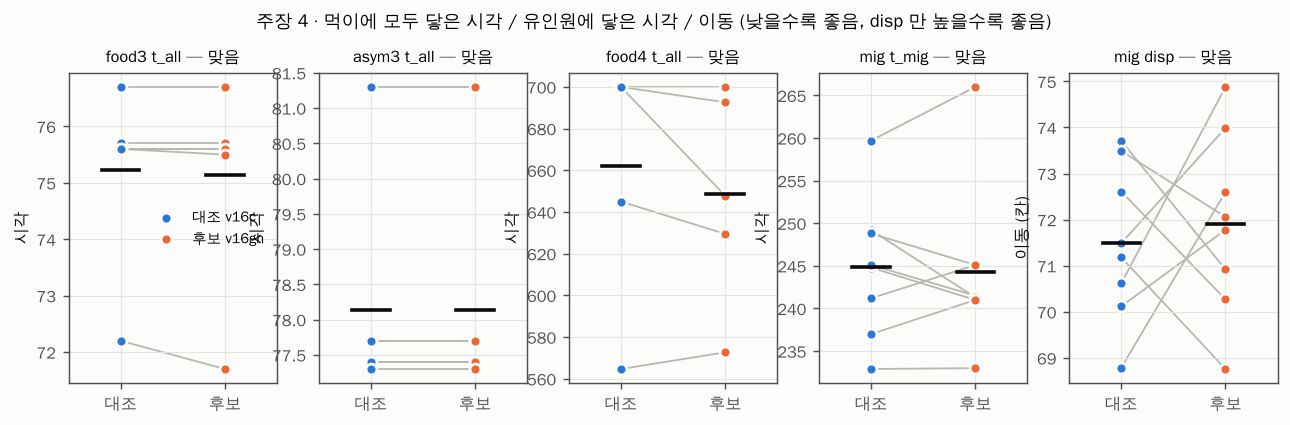 주장 4 · 먹이에 모두 닿은 시각 / 유인원에 닿은 시각 / 이동 (낮을수록 좋음, disp 만 높을수록 좋음)
food3 t_all — 맞음
asym3 t_all — 맞음
food4 t_all — 맞음
mig t_mig — 맞음
mig disp — 맞음
시각
76
75
74
73
72
대조
후보
대조
후보 v16gh
시각
81.5
81.0
80.5
80.0
79.5
79.0
78.5
78.0
77.5
대조
후보
시각
700
680
660
640
620
600
580
560
대조
후보
시각
265
260
255
250
245
240
235
대조
후보
이동 (칸)
75
74
73
72
71
70
69
대조
후보